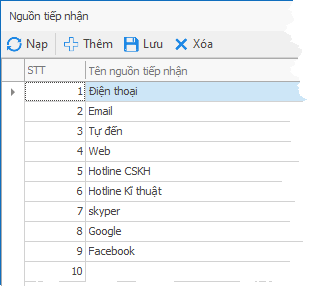 Nguồn tiếp nhận
Nạp Thêm Lưu Xóa
STT Tên nguồn tiếp nhận
1 Điện thoại
2 Email
3 Tự đến
4 Web
5 Hotline CSKH
6 Hotline Kĩ thuật
7 skyper
8 Google
9 Facebook
10